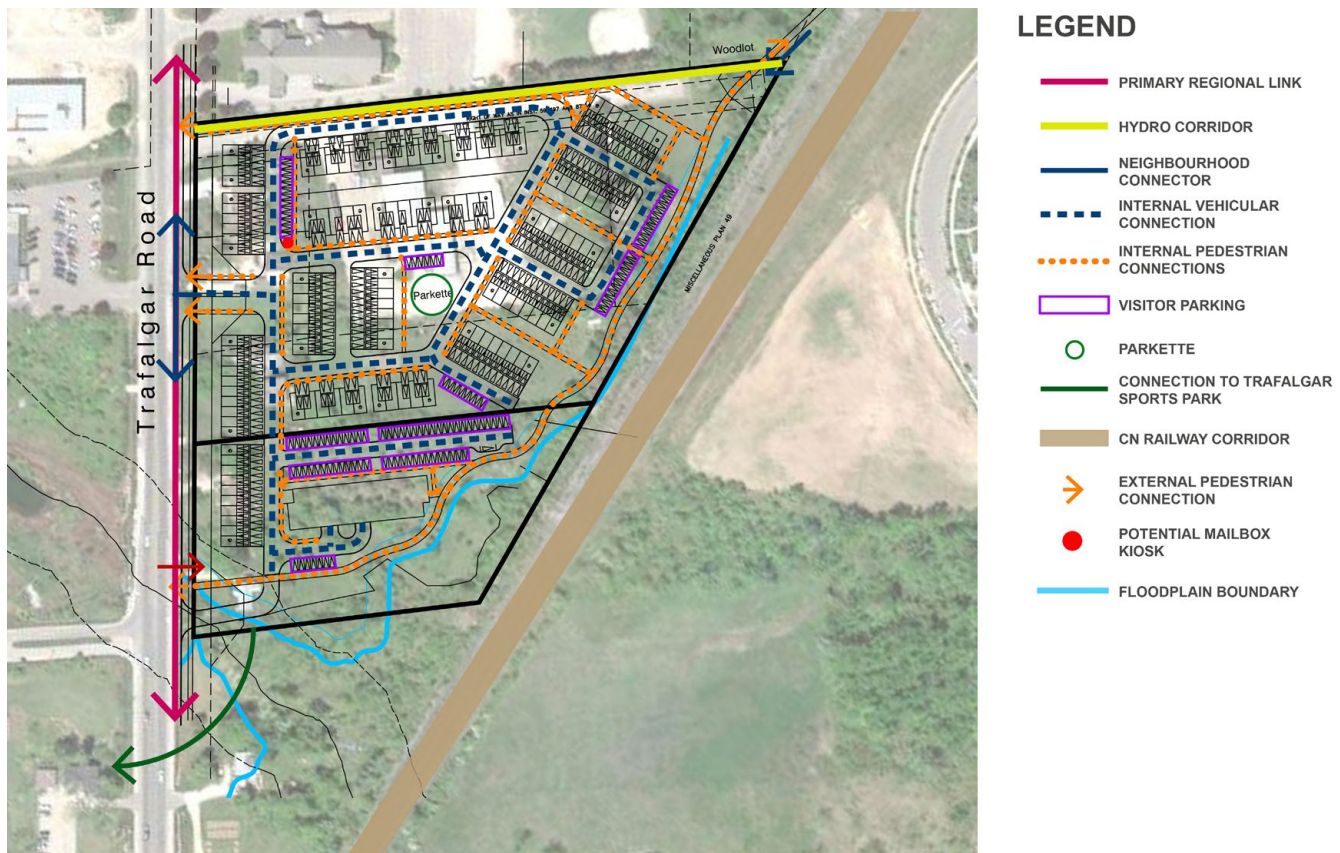 Woodlot
Trafalgar Road
Parkette
MISCELLANEOUS PLAN 49
LEGEND
PRIMARY REGIONAL LINK
HYDRO CORRIDOR
NEIGHBOURHOOD
CONNECTOR
INTERNAL VEHICULAR
CONNECTION
INTERNAL PEDESTRIAN
CONNECTIONS
VISITOR PARKING
PARKETTE
CONNECTION TO TRAFALGAR
SPORTS PARK
CN RAILWAY CORRIDOR
EXTERNAL PEDESTRIAN
CONNECTION
POTENTIAL MAILBOX
KIOSK
FLOODPLAIN BOUNDARY